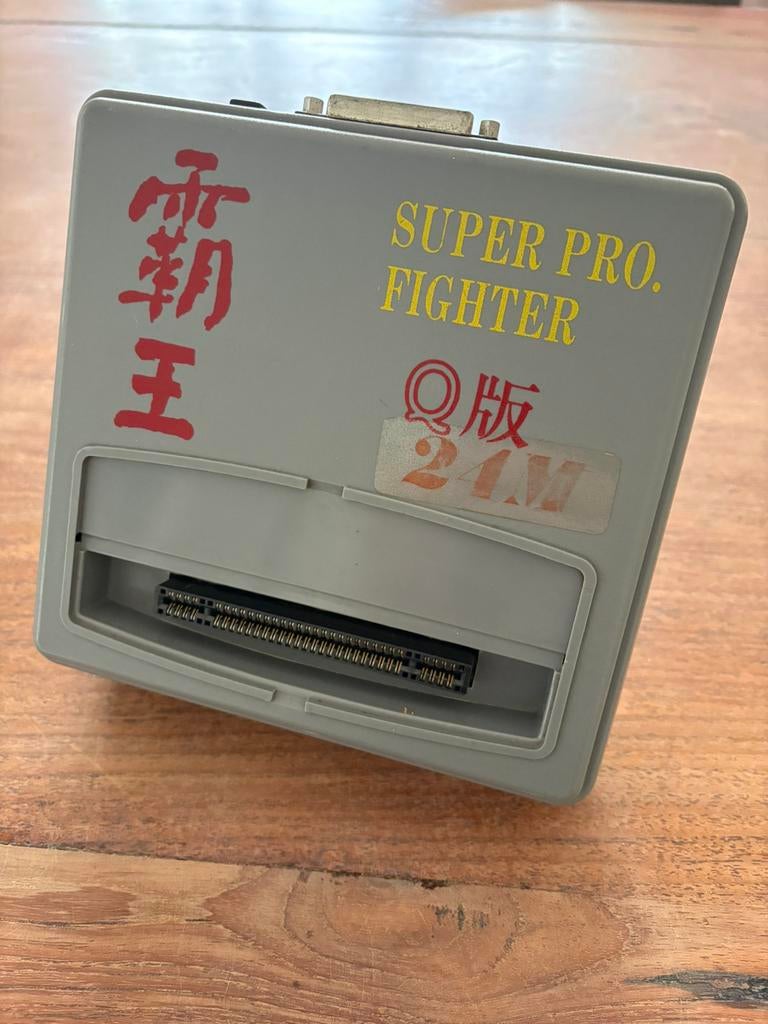 霸王
SUPER PRO.
FIGHTER
Q版
24M